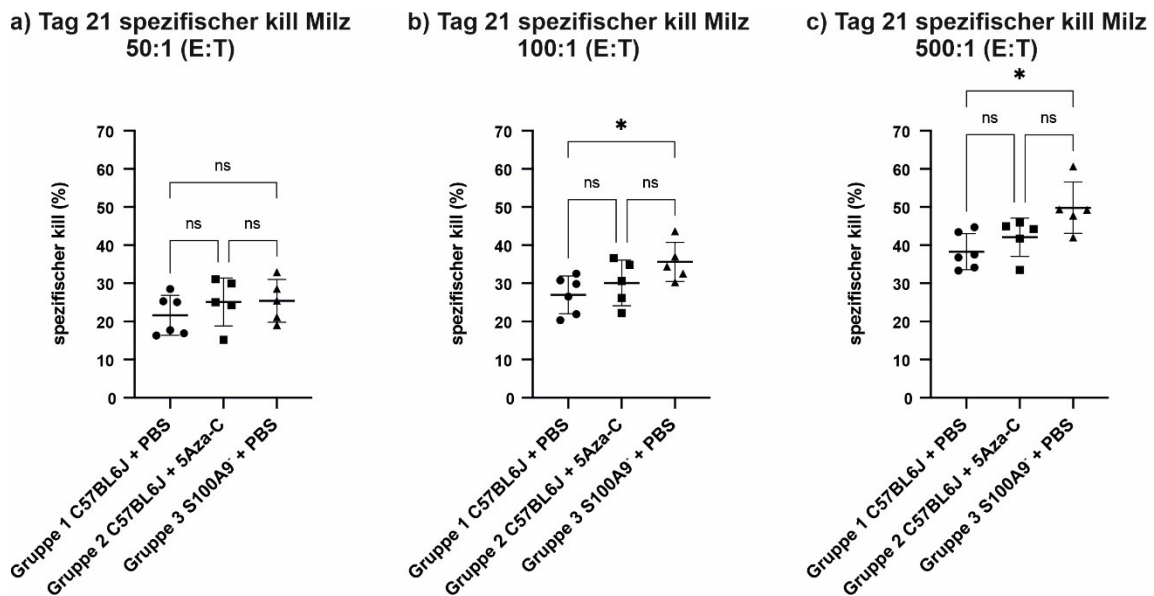 a) Tag 21 spezifischer kill Milz
50:1 (E:T)
70
60
50
40
30
20
10
0
spezifischer kill (%)
ns
ns
ns
Gruppe 1 C57BL6J + PBS
Gruppe 2 C57BL6J + 5Aza-C
Gruppe 3 S100A9⁻ + PBS
b) Tag 21 spezifischer kill Milz
100:1 (E:T)
70
60
50
40
30
20
10
0
spezifischer kill (%)
*
ns
ns
Gruppe 1 C57BL6J + PBS
Gruppe 2 C57BL6J + 5Aza-C
Gruppe 3 S100A9⁻ + PBS
c) Tag 21 spezifischer kill Milz
500:1 (E:T)
70
60
50
40
30
20
10
0
spezifischer kill (%)
*
ns
ns
Gruppe 1 C57BL6J + PBS
Gruppe 2 C57BL6J + 5Aza-C
Gruppe 3 S100A9⁻ + PBS